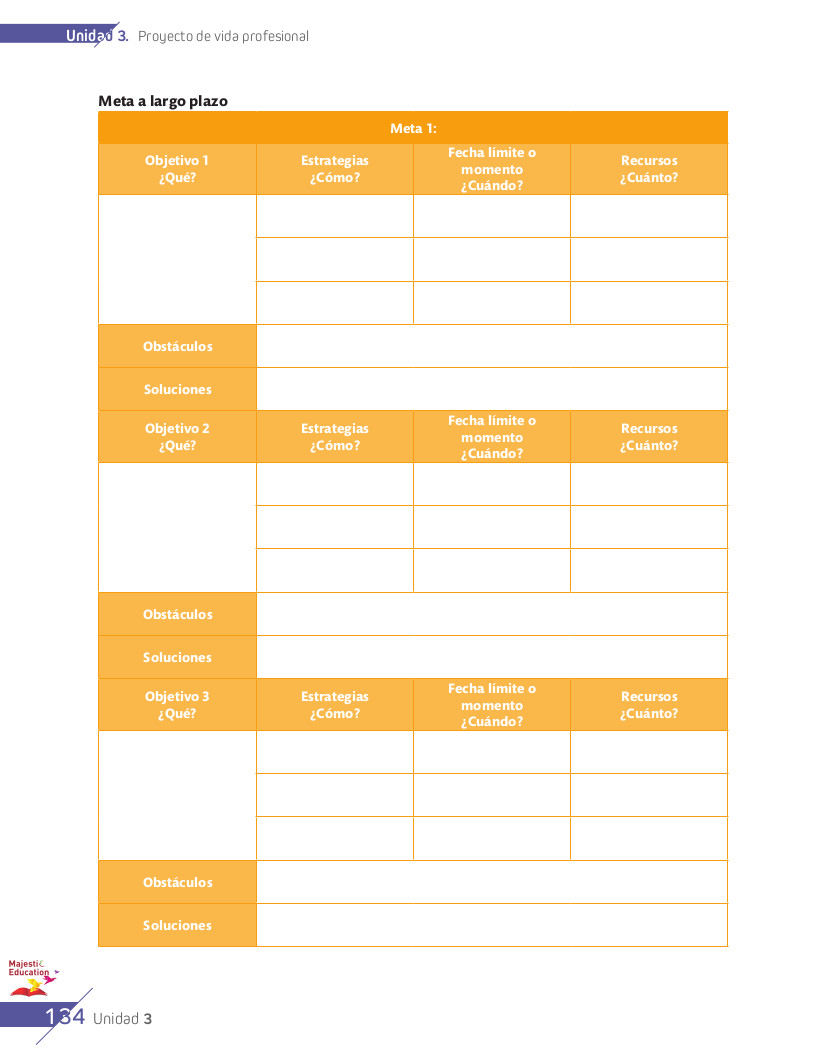 Unidad 3. Proyecto de vida profesional
Meta a largo plazo
Meta 1:
Objetivo 1
¿Qué?
Estrategias
¿Cómo?
Fecha límite o
momento
¿Cuándo?
Recursos
¿Cuánto?
Obstáculos
Soluciones
Objetivo 2
¿Qué?
Estrategias
¿Cómo?
Fecha límite o
momento
¿Cuándo?
Recursos
¿Cuánto?
Obstáculos
Soluciones
Objetivo 3
¿Qué?
Estrategias
¿Cómo?
Fecha límite o
momento
¿Cuándo?
Recursos
¿Cuánto?
Obstáculos
Soluciones
Majestic
Education
134 Unidad 3